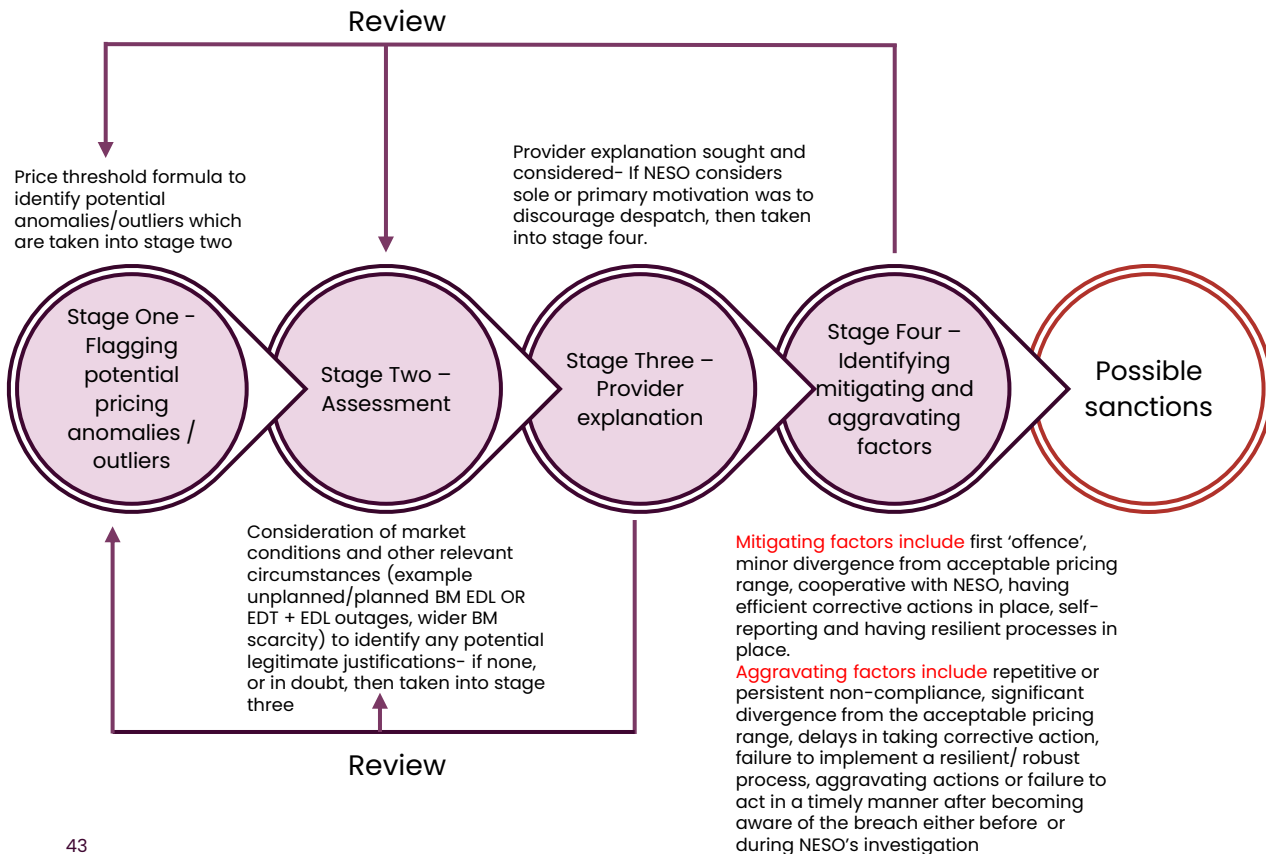 Review
Price threshold formula to
identify potential
anomalies/outliers which
are taken into stage two
Provider explanation sought and
considered- If NESO considers
sole or primary motivation was to
discourage despatch, then taken
into stage four.
Stage One -
Flagging
potential
pricing
anomalies /
outliers
Stage Two –
Assessment
Stage Three –
Provider
explanation
Stage Four –
Identifying
mitigating and
aggravating
factors
Possible
sanctions
Consideration of market
conditions and other relevant
circumstances (example
unplanned/planned BM EDL OR
EDT + EDL outages, wider BM
scarcity) to identify any potential
legitimate justifications- if none,
or in doubt, then taken into stage
three
Review
Mitigating factors include first ‘offence’,
minor divergence from acceptable pricing
range, cooperative with NESO, having
efficient corrective actions in place, self-
reporting and having resilient processes in
place.
Aggravating factors include repetitive or
persistent non-compliance, significant
divergence from the acceptable pricing
range, delays in taking corrective action,
failure to implement a resilient/ robust
process, aggravating actions or failure to
act in a timely manner after becoming
aware of the breach either before or
during NESO’s investigation
43